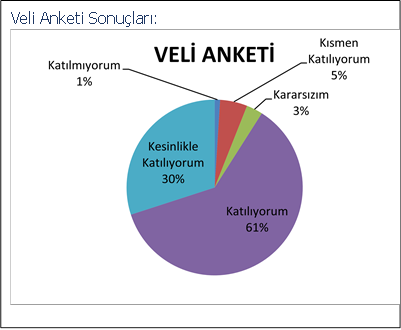 Veli Anketi Sonuçları:
VELİ ANKETİ
Katılmıyorum
1%
Kısmen
Katılıyorum
5%
Kararsızım
3%
Kesinlikle
Katılıyorum
30%
Katılıyorum
61%